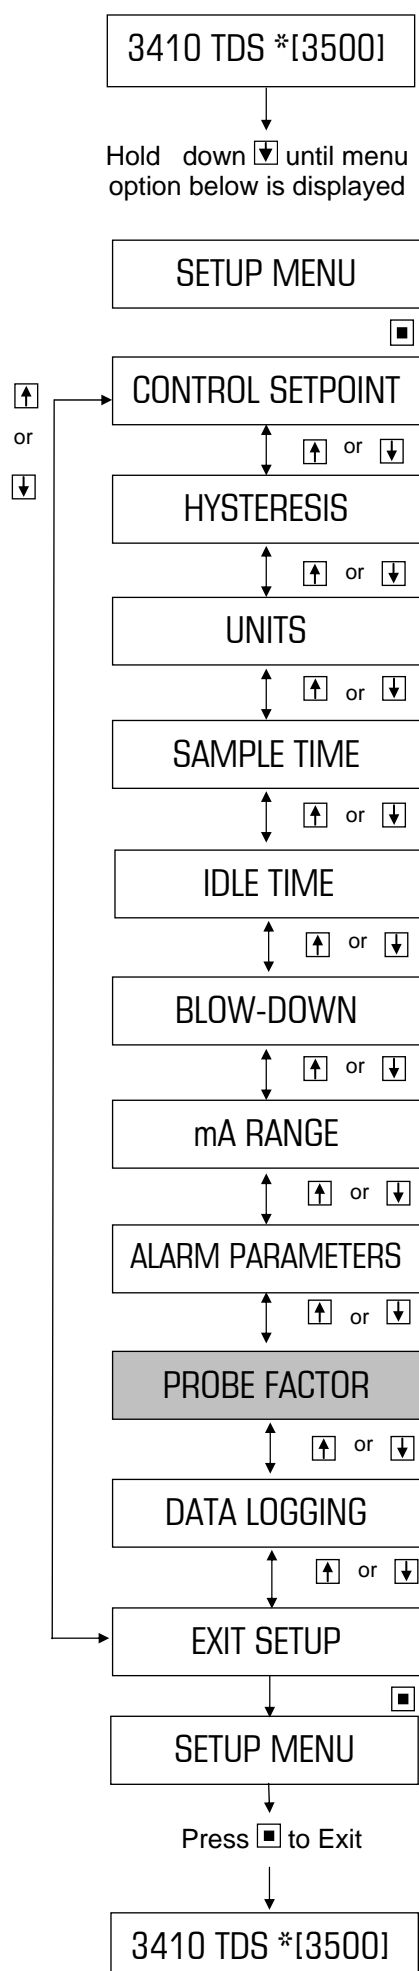 3410 TDS *[3500]
Hold down until menu
option below is displayed
SETUP MENU
CONTROL SETPOINT
or
or
HYSTERESIS
or
UNITS
or
SAMPLE TIME
or
IDLE TIME
or
BLOW-DOWN
or
mA RANGE
or
ALARM PARAMETERS
or
PROBE FACTOR
or
DATA LOGGING
or
EXIT SETUP
SETUP MENU
Press to Exit
3410 TDS *[3500]